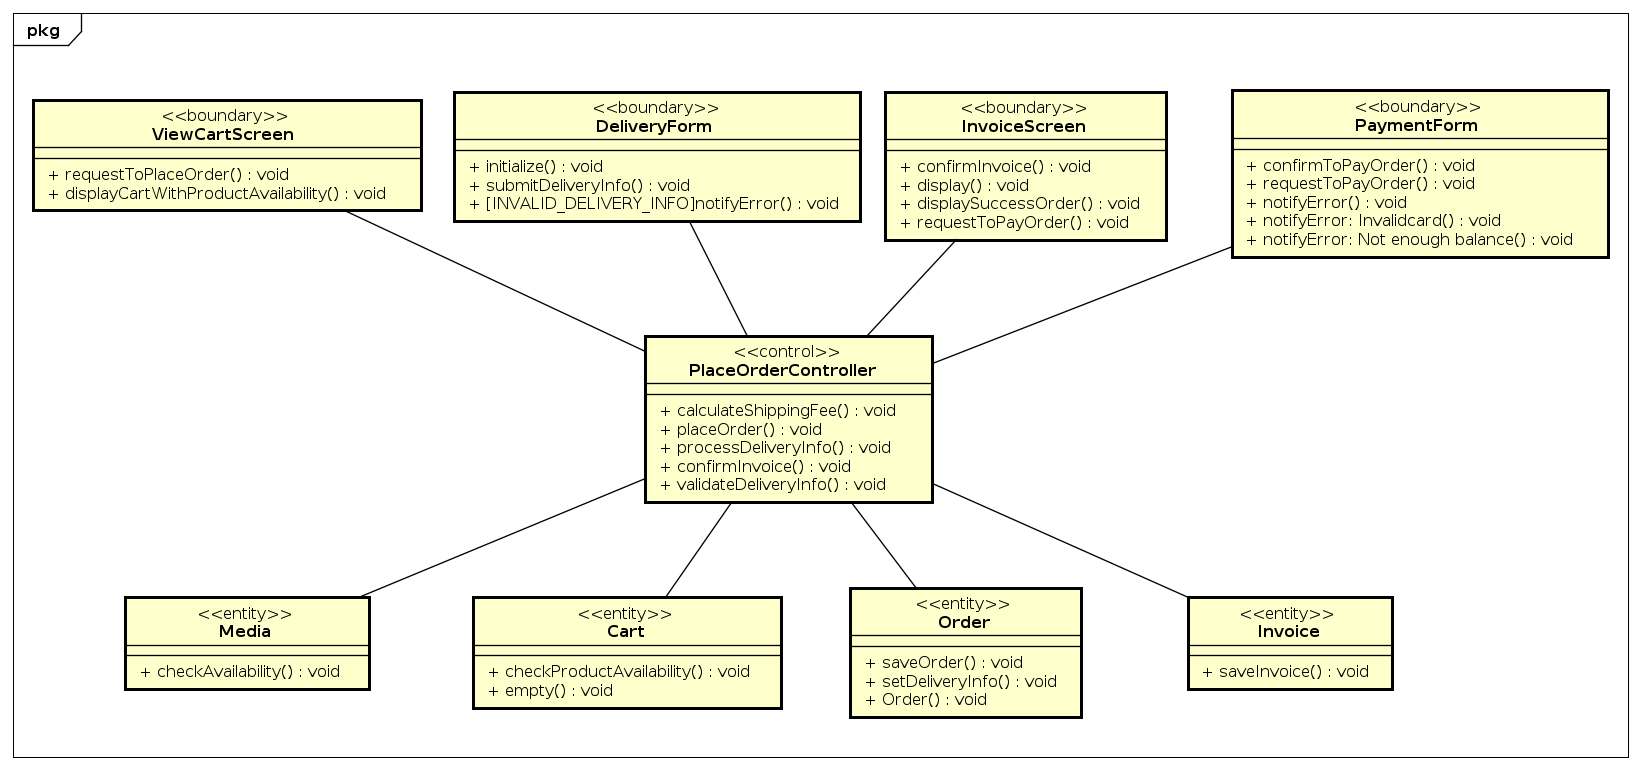 pkg
<<boundary>>
ViewCartScreen
+ requestToPlaceOrder() : void
+ displayCartWithProductAvailability() : void
<<boundary>>
DeliveryForm
+ initialize() : void
+ submitDeliveryInfo() : void
+ [INVALID_DELIVERY_INFO]notifyError() : void
<<boundary>>
InvoiceScreen
+ confirmInvoice() : void
+ display() : void
+ displaySuccessOrder() : void
+ requestToPayOrder() : void
<<boundary>>
PaymentForm
+ confirmToPayOrder() : void
+ requestToPayOrder() : void
+ notifyError() : void
+ notifyError: Invalidcard() : void
+ notifyError: Not enough balance() : void
<<control>>
PlaceOrderController
+ calculateShippingFee() : void
+ placeOrder() : void
+ processDeliveryInfo() : void
+ confirmInvoice() : void
+ validateDeliveryInfo() : void
<<entity>>
Media
+ checkAvailability() : void
<<entity>>
Cart
+ checkProductAvailability() : void
+ empty() : void
<<entity>>
Order
+ saveOrder() : void
+ setDeliveryInfo() : void
+ Order() : void
<<entity>>
Invoice
+ saveInvoice() : void